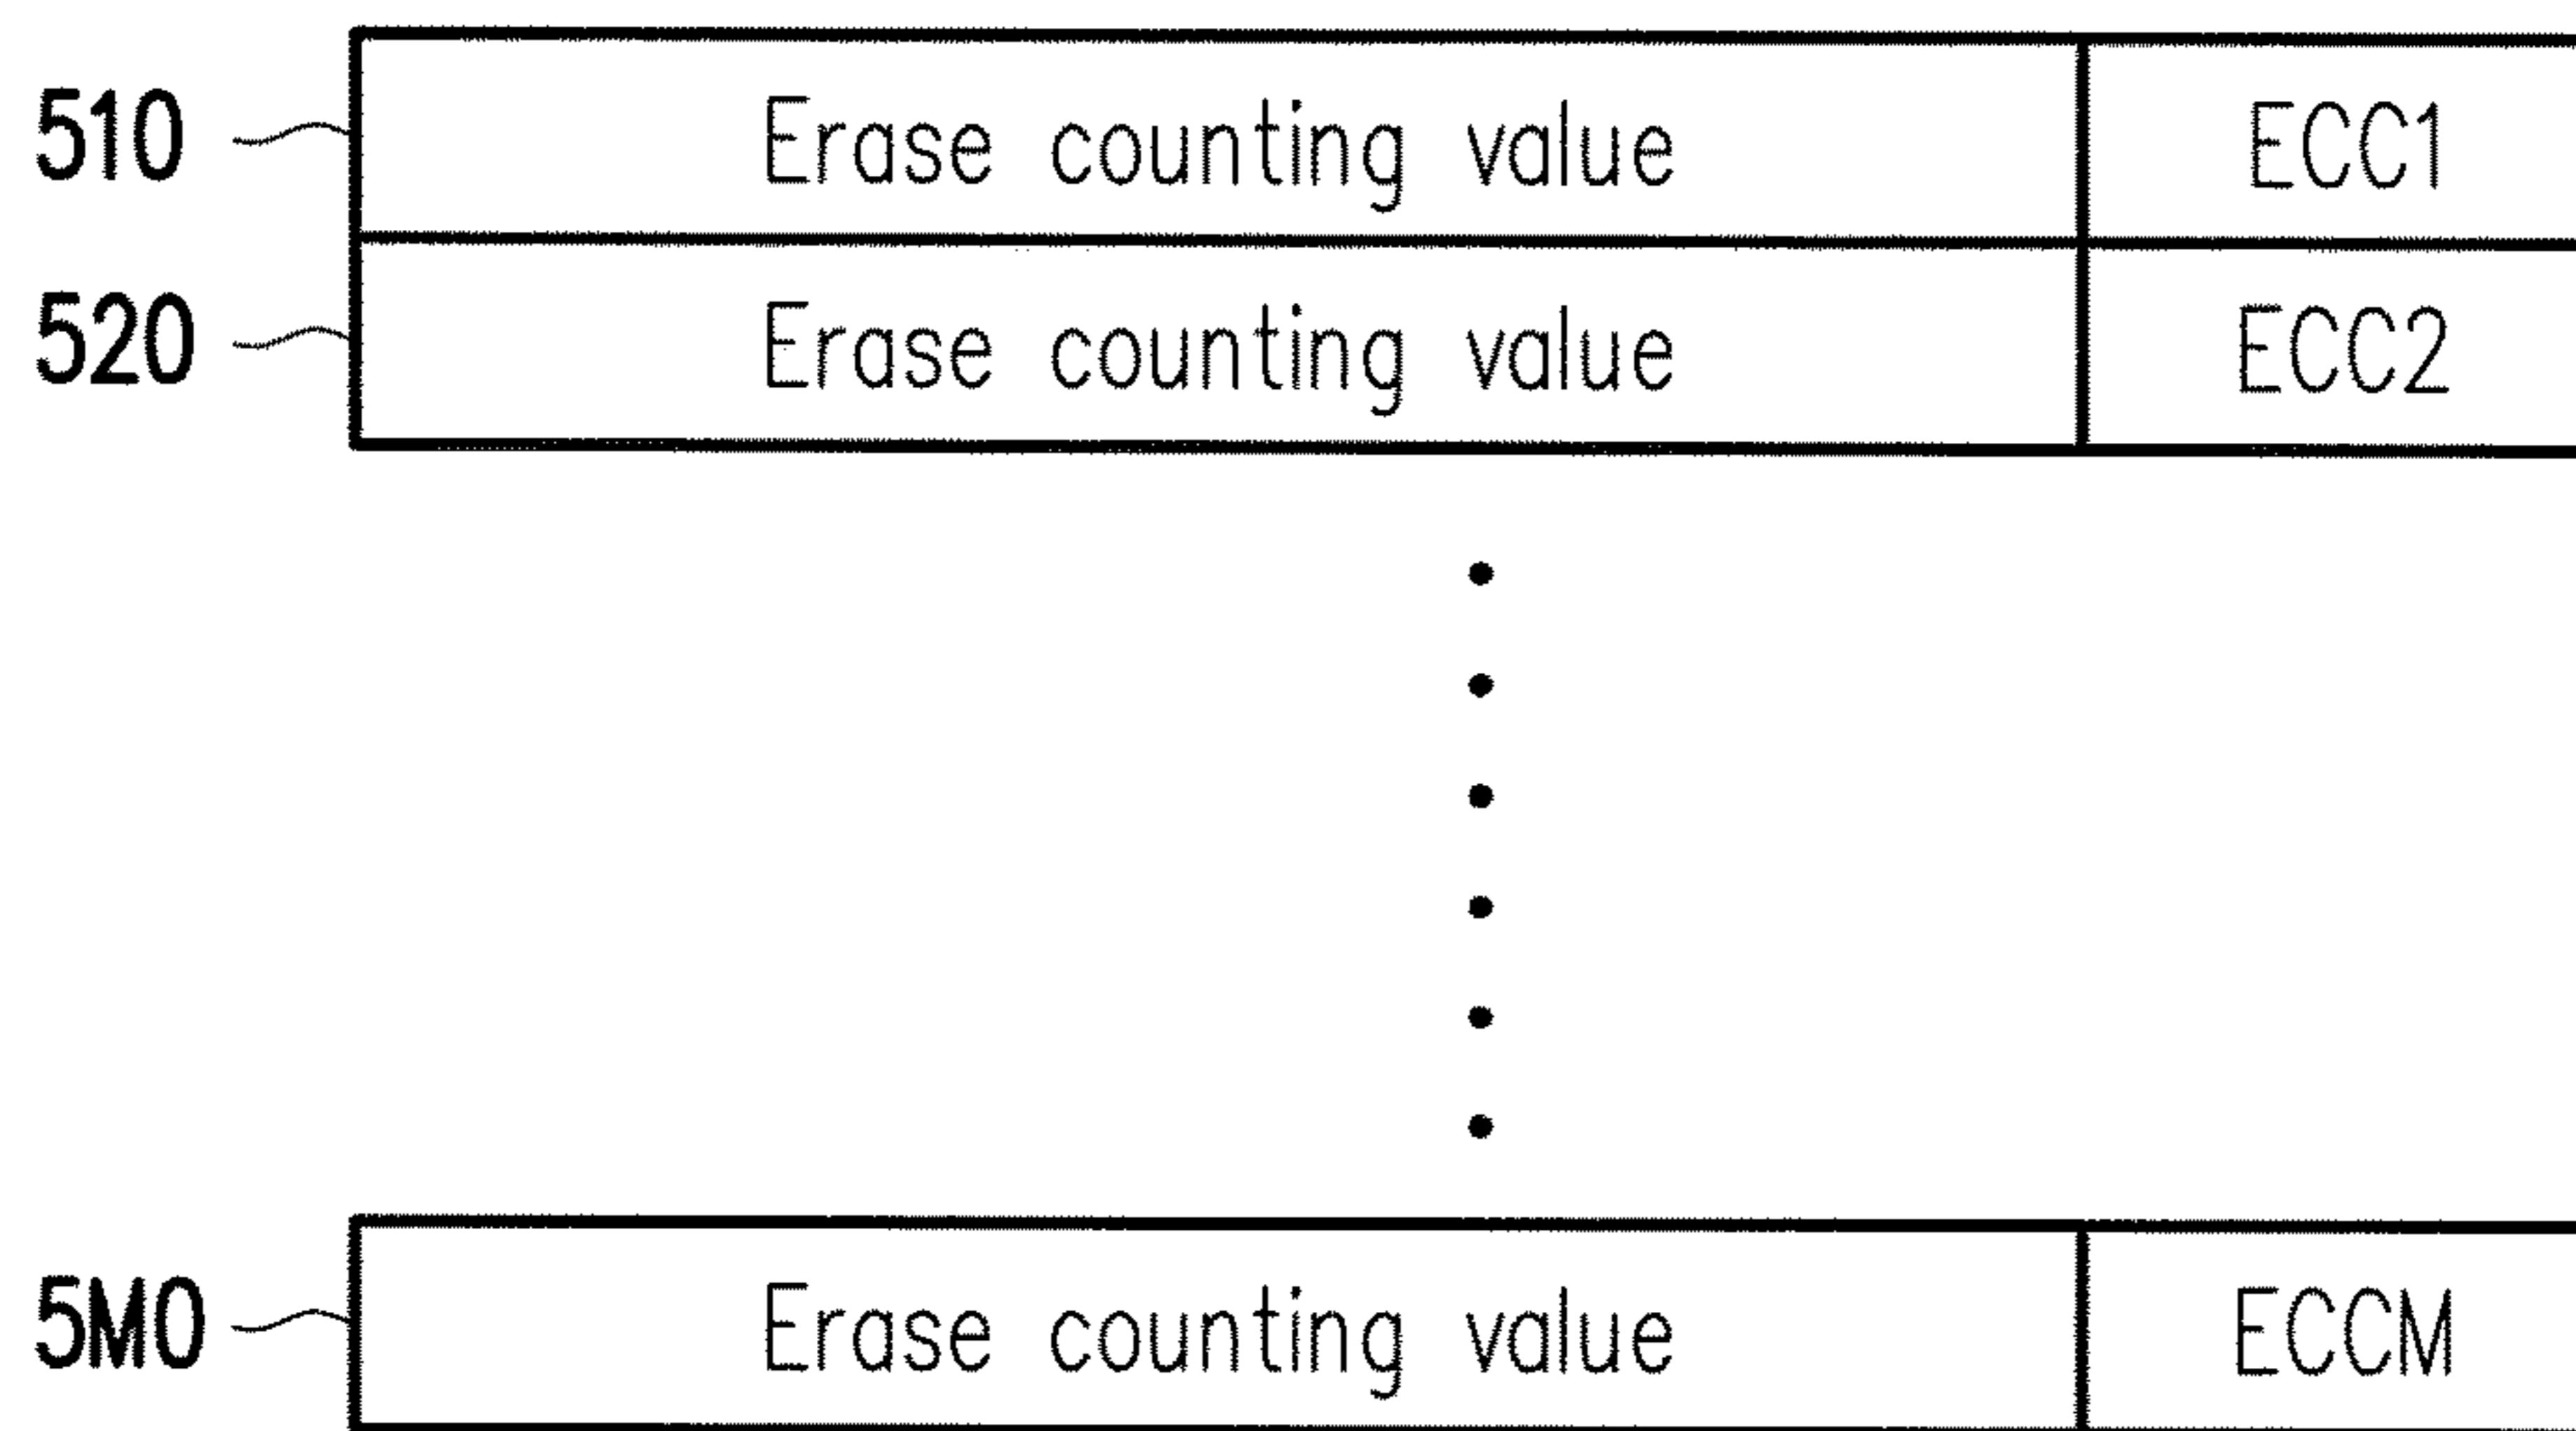 510 Erase counting value ECC1
520 Erase counting value ECC2
5M0 Erase counting value ECCM